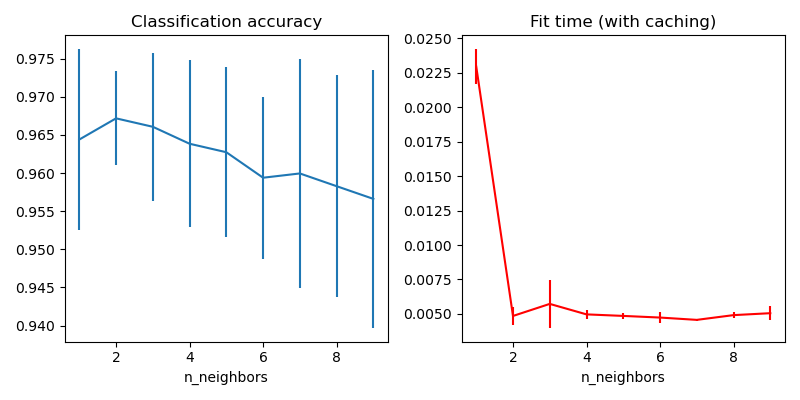 Classification accuracy
0.975
0.970
0.965
0.960
0.955
0.950
0.945
0.940
2 4 6 8
n_neighbors
Fit time (with caching)
0.0250
0.0225
0.0200
0.0175
0.0150
0.0125
0.0100
0.0075
0.0050
2 4 6 8
n_neighbors